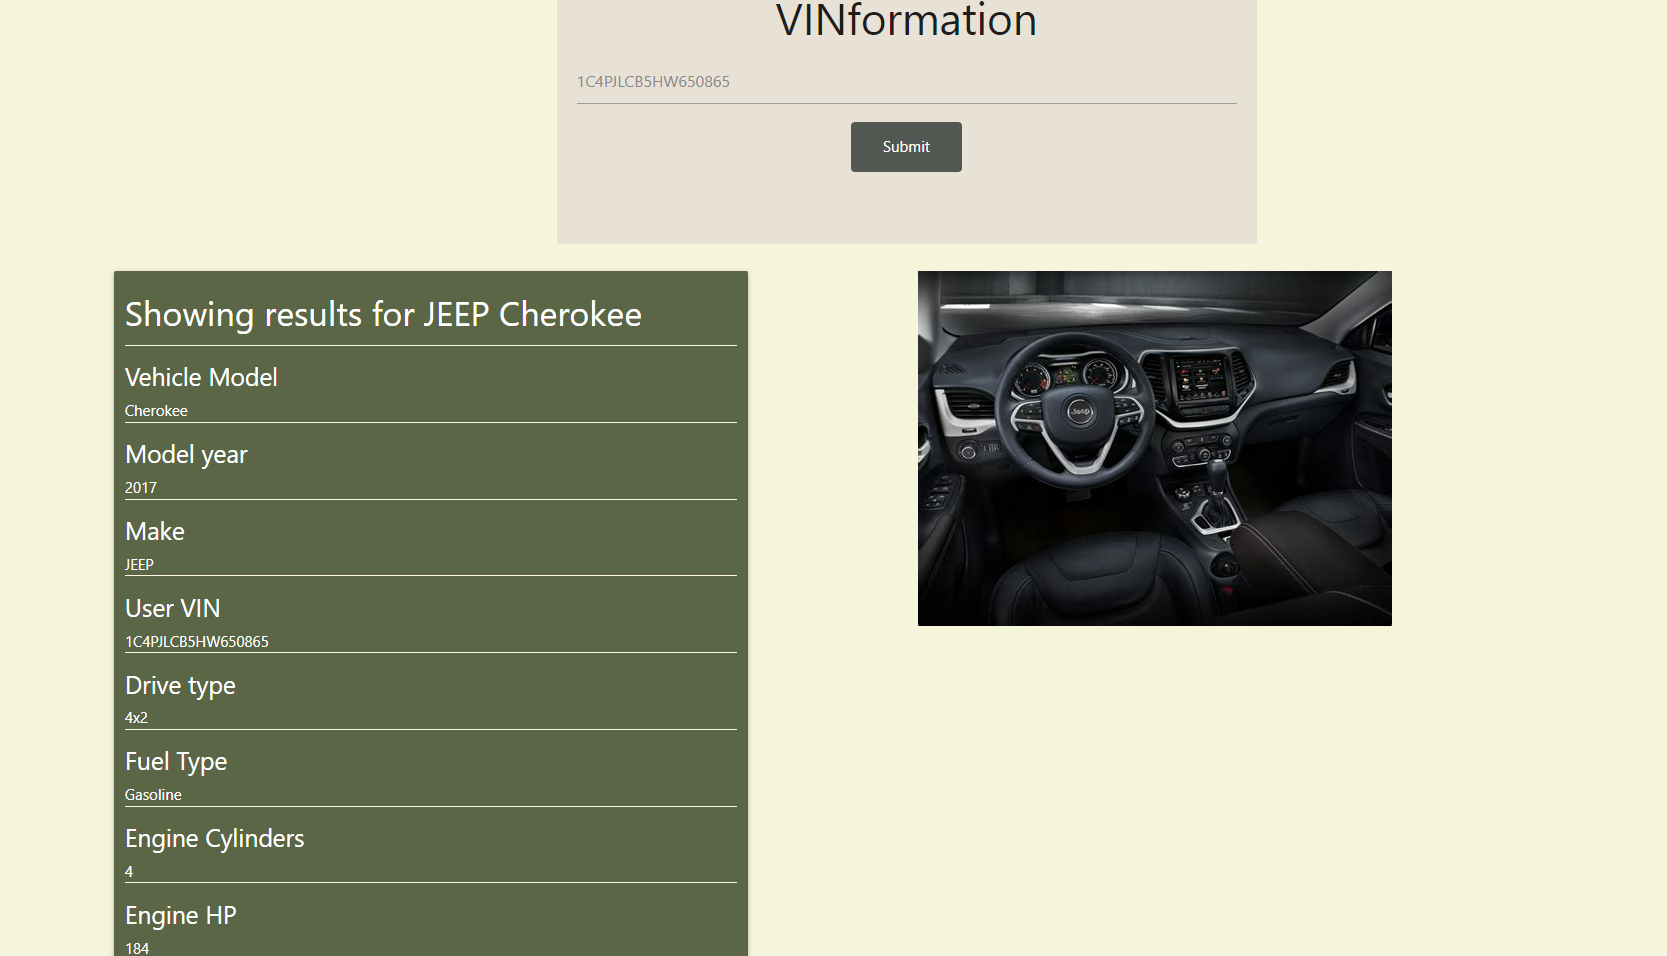 VINformation
1C4PJLCB5HW650865
Submit
Showing results for JEEP Cherokee
Vehicle Model
Cherokee
Model year
2017
Make
JEEP
User VIN
1C4PJLCB5HW650865
Drive type
4x2
Fuel Type
Gasoline
Engine Cylinders
4
Engine HP
184
Jeep